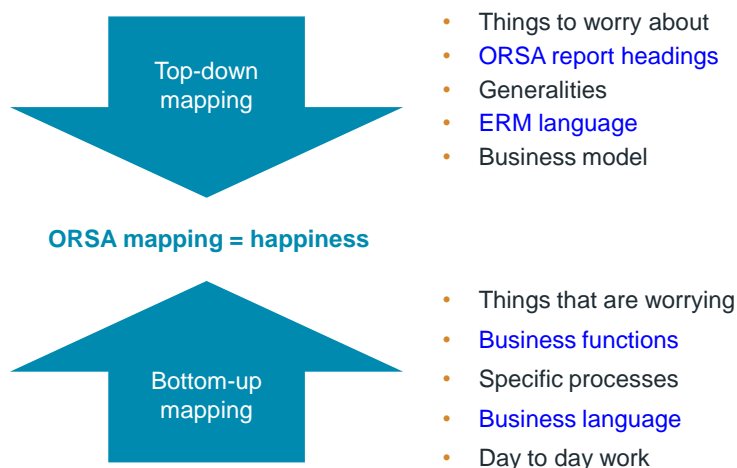 Top-down
mapping
• Things to worry about
• ORSA report headings
• Generalities
• ERM language
• Business model
ORSA mapping = happiness
Bottom-up
mapping
• Things that are worrying
• Business functions
• Specific processes
• Business language
• Day to day work